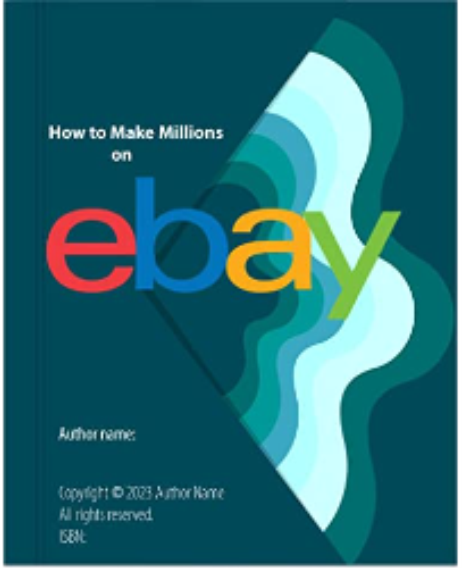 How to Make Millions
on
ebay
Author name:
Copyright © 2023 Author Name
All rights reserved.
ISBN: